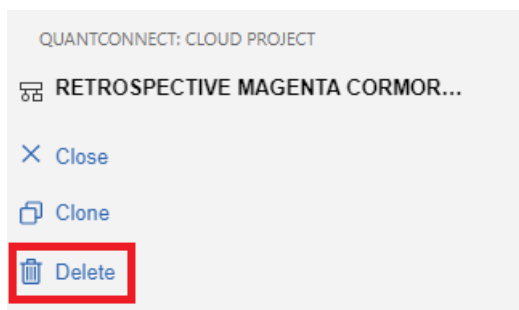 QUANTCONNECT: CLOUD PROJECT
RETROSPECTIVE MAGENTA CORMOR...
Close
Clone
Delete